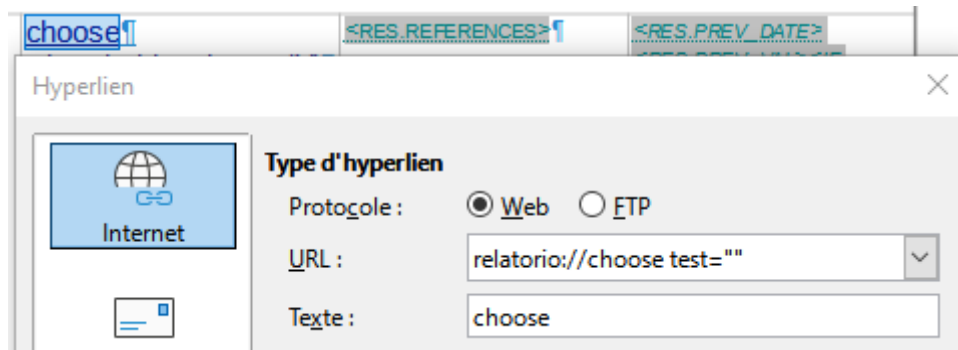 choose¶ <RES.REFERENCES>¶ <RES.PREV_DATE>
Hyperlien
Type d'hyperlien
Protocole : Web FTP
Internet
URL : relatorio://choose test=""
Texte : choose